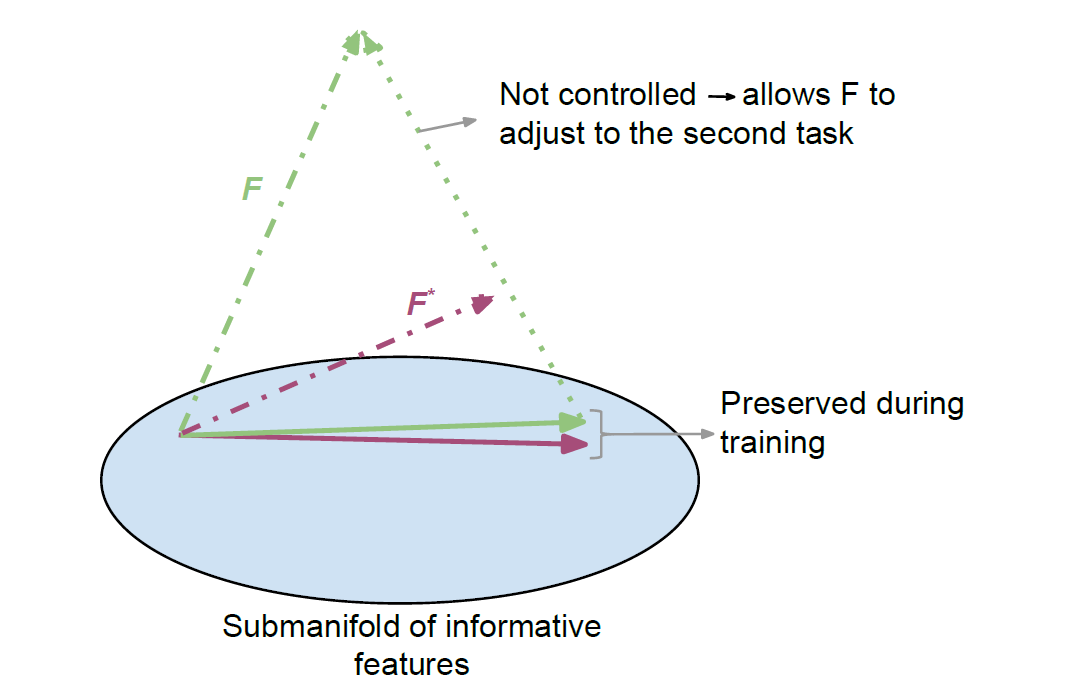 Not controlled → allows F to
adjust to the second task
F
F*
Preserved during
training
Submanifold of informative
features